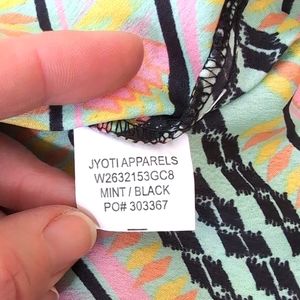 JYOTI APPARELS
W2632153GC8
MINT / BLACK
PO# 303367